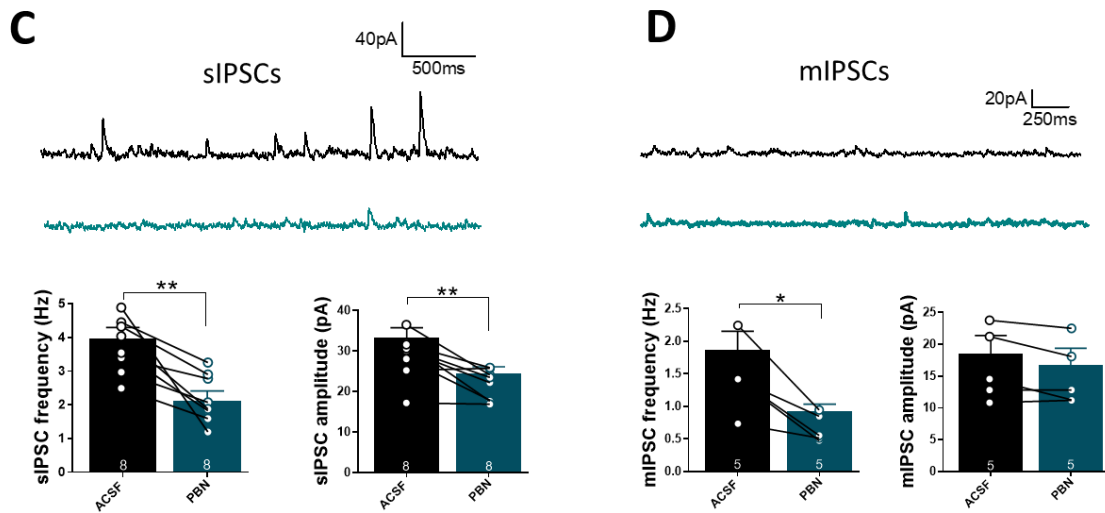 C
40pA
500ms
sIPSCs
D
mIPSCs
20pA
250ms
sIPSC frequency (Hz)
5
4
3
2
1
0
**
8
8
ACSF
PBN
sIPSC amplitude (pA)
40
30
20
10
0
**
8
8
ACSF
PBN
mIPSC frequency (Hz)
2.5
2.0
1.5
1.0
0.5
0.0
*
5
5
ACSF
PBN
mIPSC amplitude (pA)
25
20
15
10
5
0
5
5
ACSF
PBN